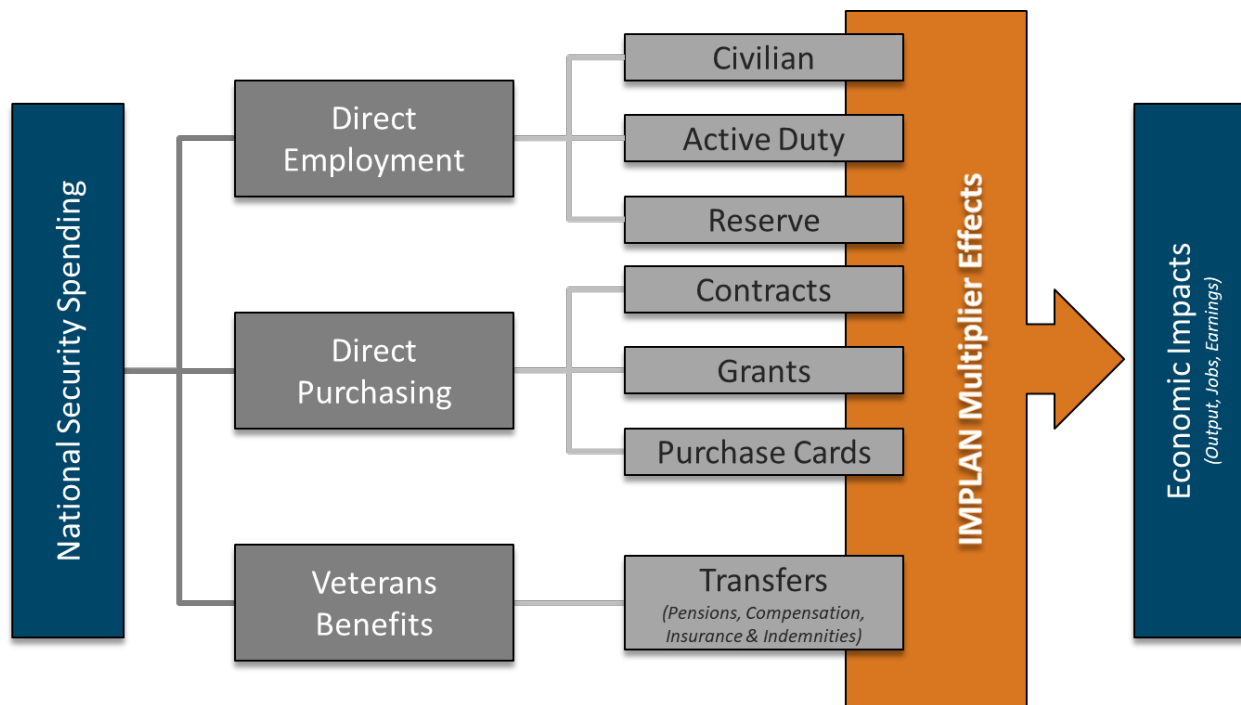 National Security Spending
Direct
Employment
Direct
Purchasing
Veterans
Benefits
Civilian
Active Duty
Reserve
Contracts
Grants
Purchase Cards
Transfers
(Pensions, Compensation,
Insurance & Indemnities)
IMPLAN Multiplier Effects
Economic Impacts
(Output, Jobs, Earnings)